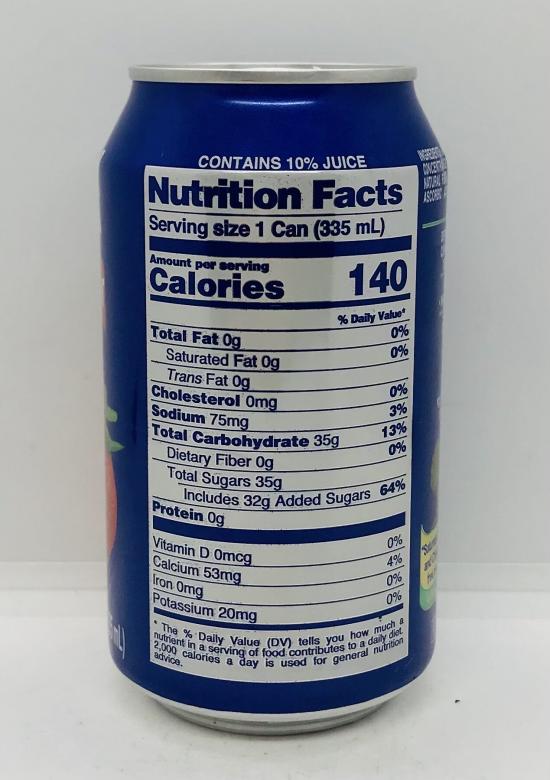 CONTAINS 10% JUICE
Nutrition Facts
Serving size 1 Can (335 mL)
Amount per serving
Calories 140
% Daily Value*
Total Fat 0g 0%
Saturated Fat 0g 0%
Trans Fat 0g
Cholesterol 0mg 0%
Sodium 75mg 3%
Total Carbohydrate 35g 13%
Dietary Fiber 0g 0%
Total Sugars 35g
Includes 32g Added Sugars 64%
Protein 0g
Vitamin D 0mcg 0%
Calcium 53mg 4%
Iron 0mg 0%
Potassium 20mg 0%
* The % Daily Value (DV) tells you how much a
nutrient in a serving of food contributes to a daily diet.
2,000 calories a day is used for general nutrition
advice.
mL)
NATURAL